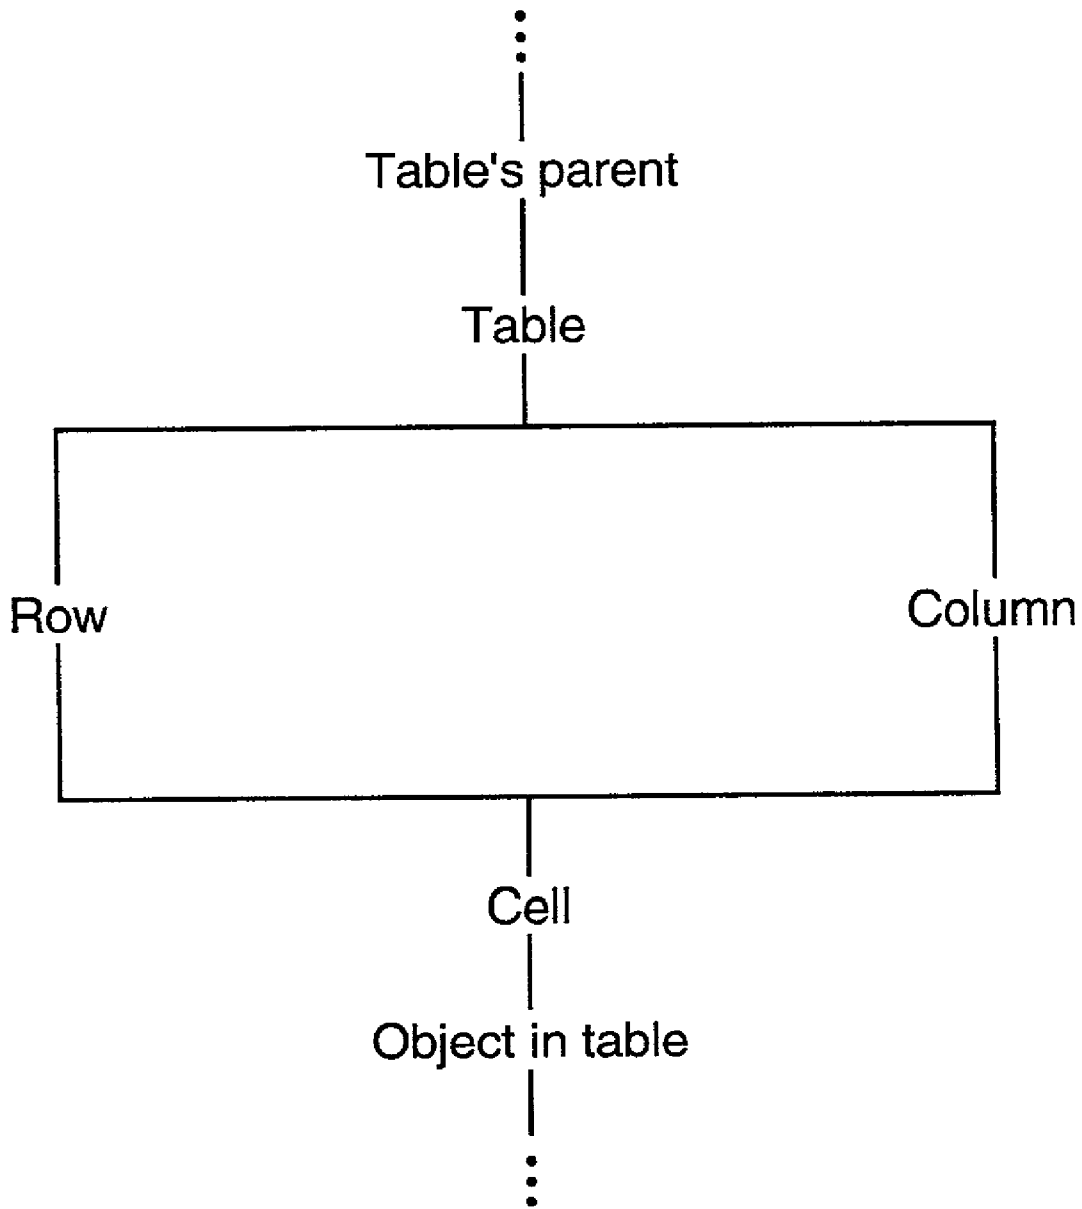 Table's parent
Table
Row
Column
Cell
Object in table